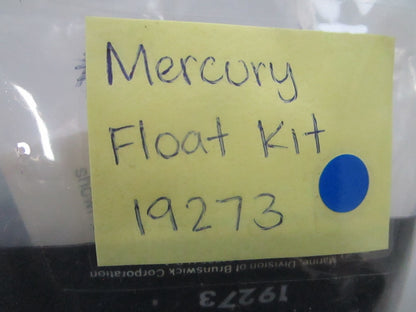 Mercury
Float Kit
19273
Marine, Division of Brunswick Corporation
19273